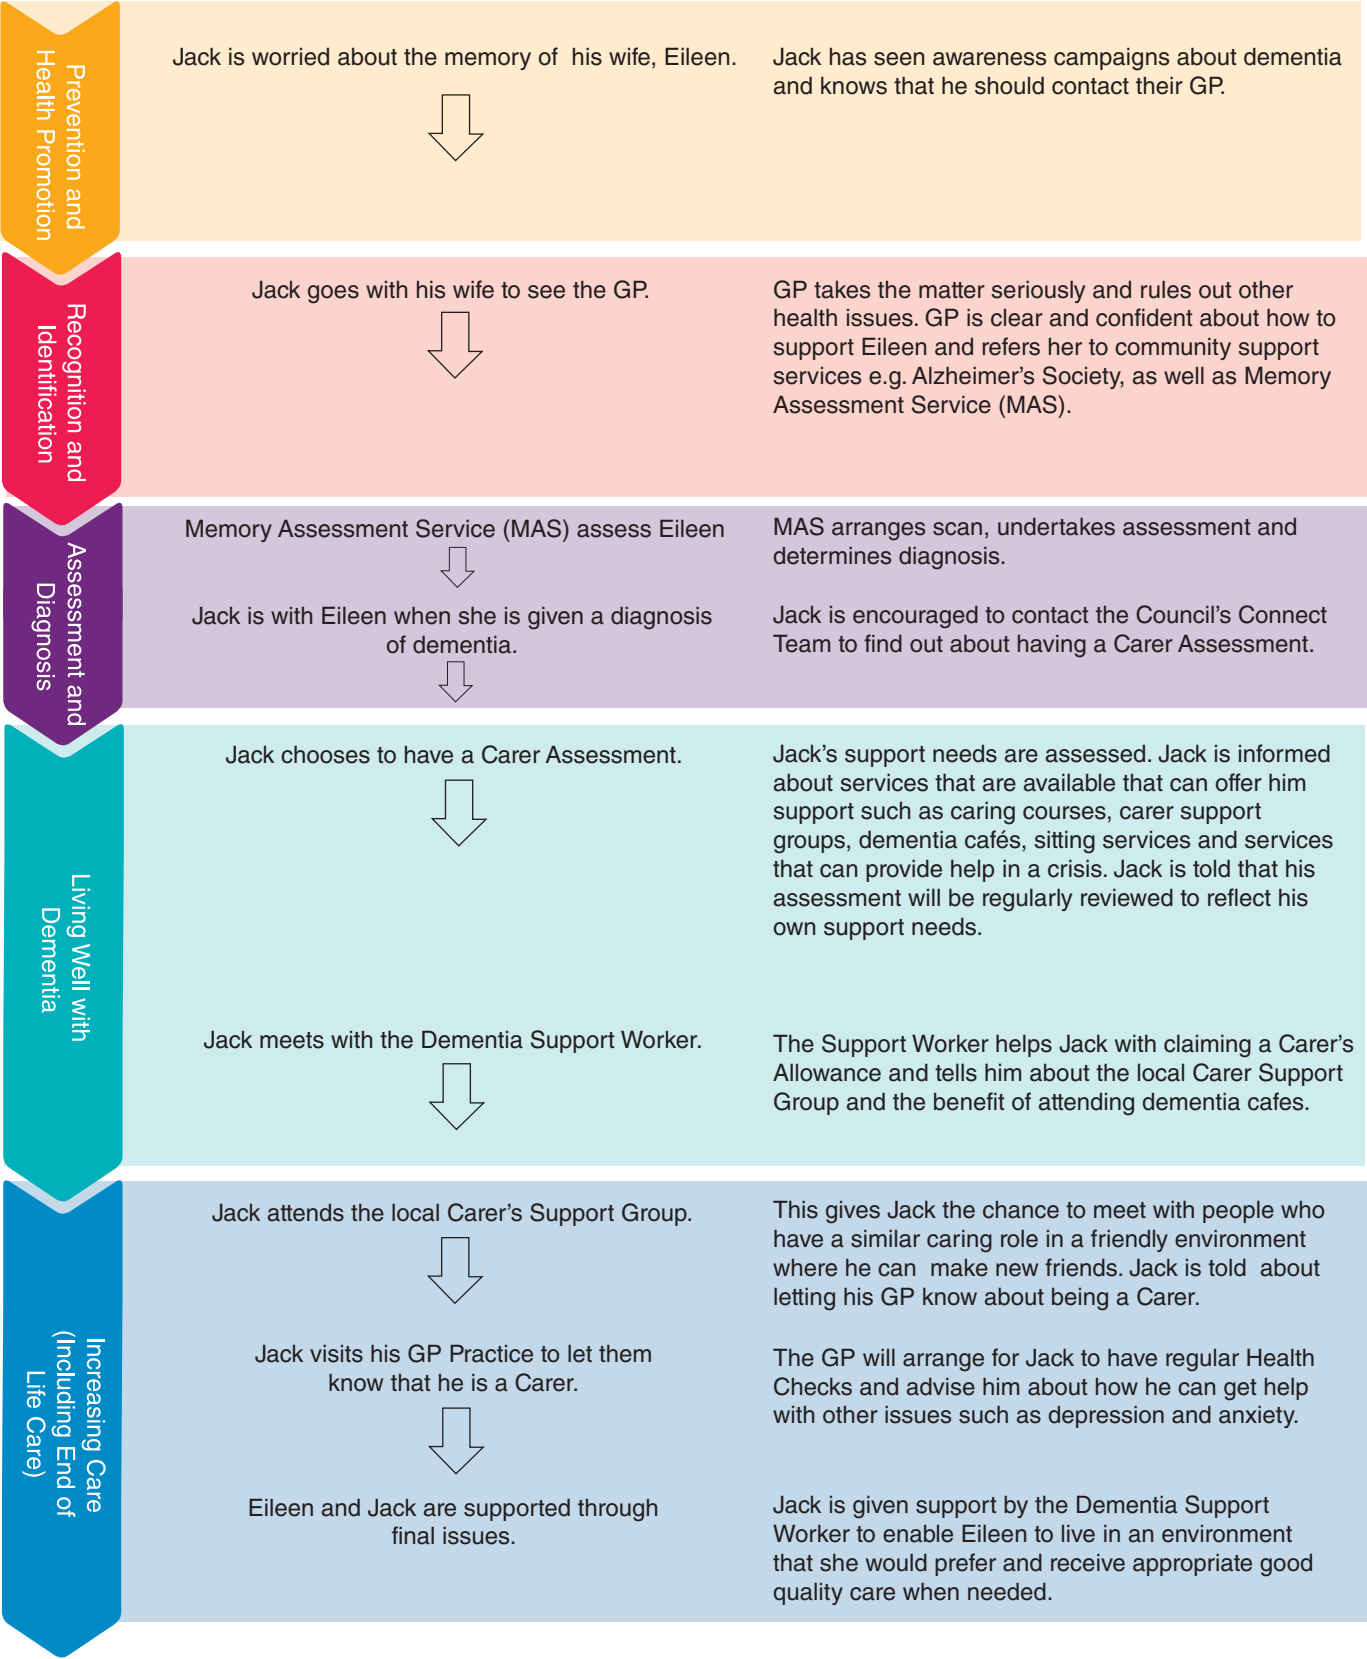 Prevention and
Health Promotion
Jack is worried about the memory of  his wife, Eileen.
Jack has seen awareness campaigns about dementia
and knows that he should contact their GP.
Recognition and
Identification
Jack goes with his wife to see the GP.
GP takes the matter seriously and rules out other
health issues. GP is clear and confident about how to
support Eileen and refers her to community support
services e.g. Alzheimer’s Society, as well as Memory
Assessment Service (MAS).
Assessment and
Diagnosis
Memory Assessment Service (MAS) assess Eileen
MAS arranges scan, undertakes assessment and
determines diagnosis.
Jack is with Eileen when she is given a diagnosis
of dementia.
Jack is encouraged to contact the Council’s Connect
Team to find out about having a Carer Assessment.
Living Well with
Dementia
Jack chooses to have a Carer Assessment.
Jack’s support needs are assessed. Jack is informed
about services that are available that can offer him
support such as caring courses, carer support
groups, dementia cafés, sitting services and services
that can provide help in a crisis. Jack is told that his
assessment will be regularly reviewed to reflect his
own support needs.
Jack meets with the Dementia Support Worker.
The Support Worker helps Jack with claiming a Carer’s
Allowance and tells him about the local Carer Support
Group and the benefit of attending dementia cafes.
Increasing Care
(Including End of
Life Care)
Jack attends the local Carer’s Support Group.
This gives Jack the chance to meet with people who
have a similar caring role in a friendly environment
where he can  make new friends. Jack is told  about
letting his GP know about being a Carer.
Jack visits his GP Practice to let them
know that he is a Carer.
The GP will arrange for Jack to have regular Health
Checks and advise him about how he can get help
with other issues such as depression and anxiety.
Eileen and Jack are supported through
final issues.
Jack is given support by the Dementia Support
Worker to enable Eileen to live in an environment
that she would prefer and receive appropriate good
quality care when needed.